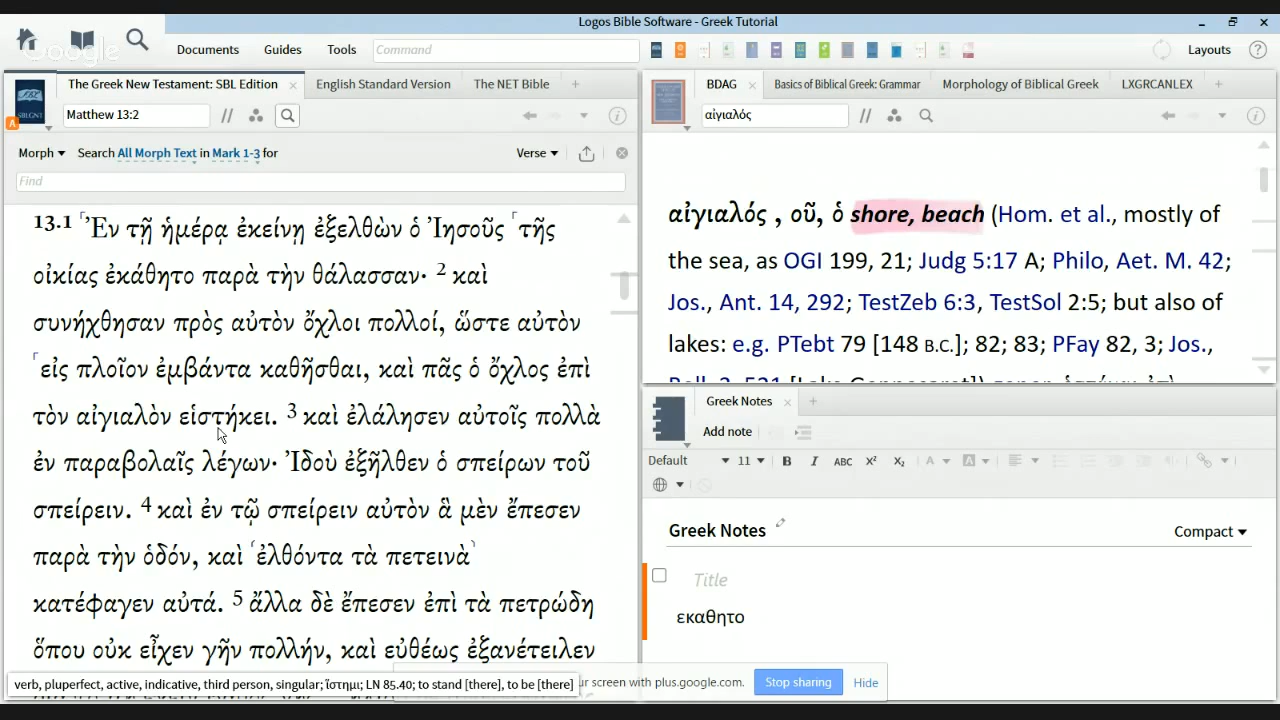 Logos Bible Software - Greek Tutorial
Google
Documents Guides Tools Command Layouts
The Greek New Testament: SBL Edition English Standard Version The NET Bible
Matthew 13:2
Morph Search All Morph Text in Mark 1-3 for Verse
Find
13.1 ⸀Ἐν τῇ ἡμέρᾳ ἐκείνῃ ἐξελθὼν ὁ Ἰησοῦς ⸀τῆς
οἰκίας ἐκάθητο παρὰ τὴν θάλασσαν· 2 καὶ
συνήχθησαν πρὸς αὐτὸν ὄχλοι πολλοί, ὥστε αὐτὸν
⸀εἰς πλοῖον ἐμβάντα καθῆσθαι, καὶ πᾶς ὁ ὄχλος ἐπὶ
τὸν αἰγιαλὸν εἱστήκει. 3 καὶ ἐλάλησεν αὐτοῖς πολλὰ
ἐν παραβολαῖς λέγων· Ἰδοὺ ἐξῆλθεν ὁ σπείρων τοῦ
σπείρειν. 4 καὶ ἐν τῷ σπείρειν αὐτὸν ἃ μὲν ἔπεσεν
παρὰ τὴν ὁδόν, καὶ ⸂ἐλθόντα τὰ πετεινὰ⸃
κατέφαγεν αὐτά. 5 ἄλλα δὲ ἔπεσεν ἐπὶ τὰ πετρώδη
ὅπου οὐκ εἶχεν γῆν πολλήν, καὶ εὐθέως ἐξανέτειλεν
verb, pluperfect, active, indicative, third person, singular; ἵστημι; LN 85.40; to stand [there], to be [there]
BDAG Basics of Biblical Greek: Grammar Morphology of Biblical Greek LXGRCANLEX
αἰγιαλός
αἰγιαλός , οῦ, ὁ shore, beach (Hom. et al., mostly of
the sea, as OGI 199, 21; Judg 5:17 A; Philo, Aet. M. 42;
Jos., Ant. 14, 292; TestZeb 6:3, TestSol 2:5; but also of
lakes: e.g. PTebt 79 [148 B.C.]; 82; 83; PFay 82, 3; Jos.,
Greek Notes
Add note
Default 11 B I ABC X² X₂ A A
Greek Notes Compact
Title
εκαθητο
ur screen with plus.google.com. Stop sharing Hide